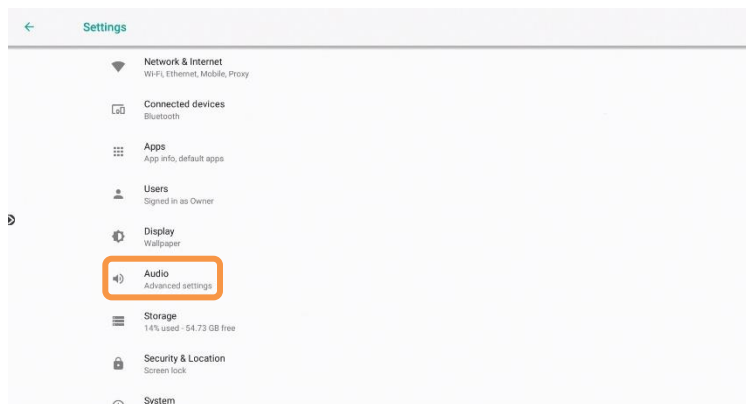 Settings
Network & Internet
Wi-Fi, Ethernet, Mobile, Proxy
Connected devices
Bluetooth
Apps
App info, default apps
Users
Signed in as Owner
Display
Wallpaper
Audio
Advanced settings
Storage
14% used - 54.73 GB free
Security & Location
Screen lock
System